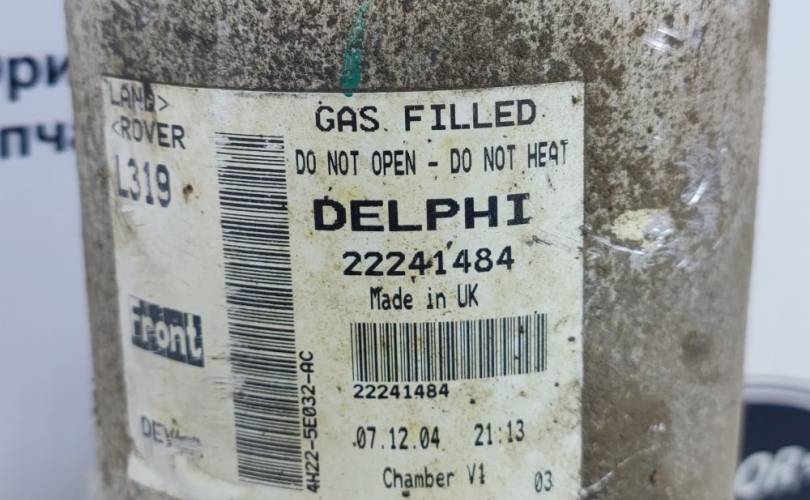 LAND>
<ROVER
L319
Front
4H22-5E032-AC
GAS FILLED
DO NOT OPEN - DO NOT HEAT
DELPHI
22241484
Made in UK
22241484
07.12.04 21:13
Chamber V1 03